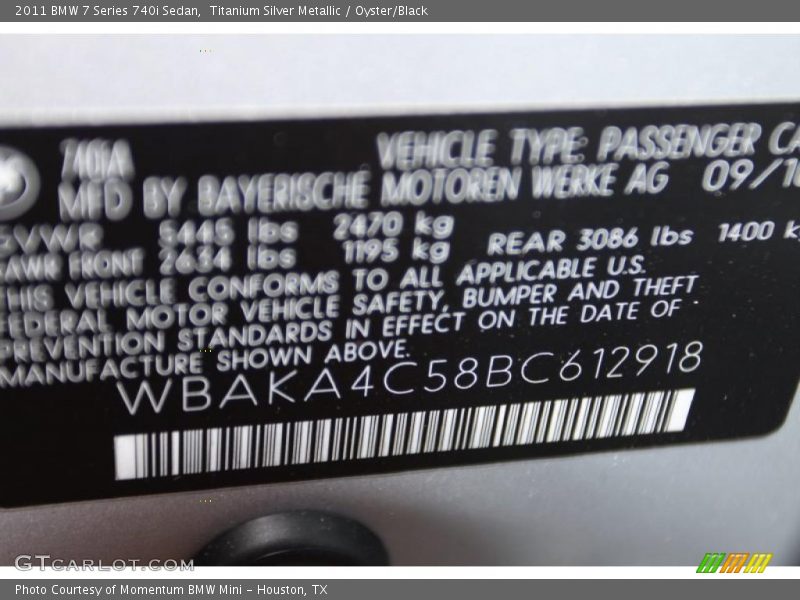 2011 BMW 7 Series 740i Sedan,  Titanium Silver Metallic / Oyster/Black
740iA
VEHICLE TYPE: PASSENGER CA
MFD BY BAYERISCHE MOTOREN WERKE AG 09/10
GVWR 5445 lbs 2470 kg
GAWR FRONT 2634 lbs 1195 kg REAR 3086 lbs 1400 k
THIS VEHICLE CONFORMS TO ALL APPLICABLE U.S.
FEDERAL MOTOR VEHICLE SAFETY, BUMPER AND THEFT
PREVENTION STANDARDS IN EFFECT ON THE DATE OF
MANUFACTURE SHOWN ABOVE.
WBAKA4C58BC612918
GTCARLOT.COM
Photo Courtesy of Momentum BMW Mini - Houston, TX